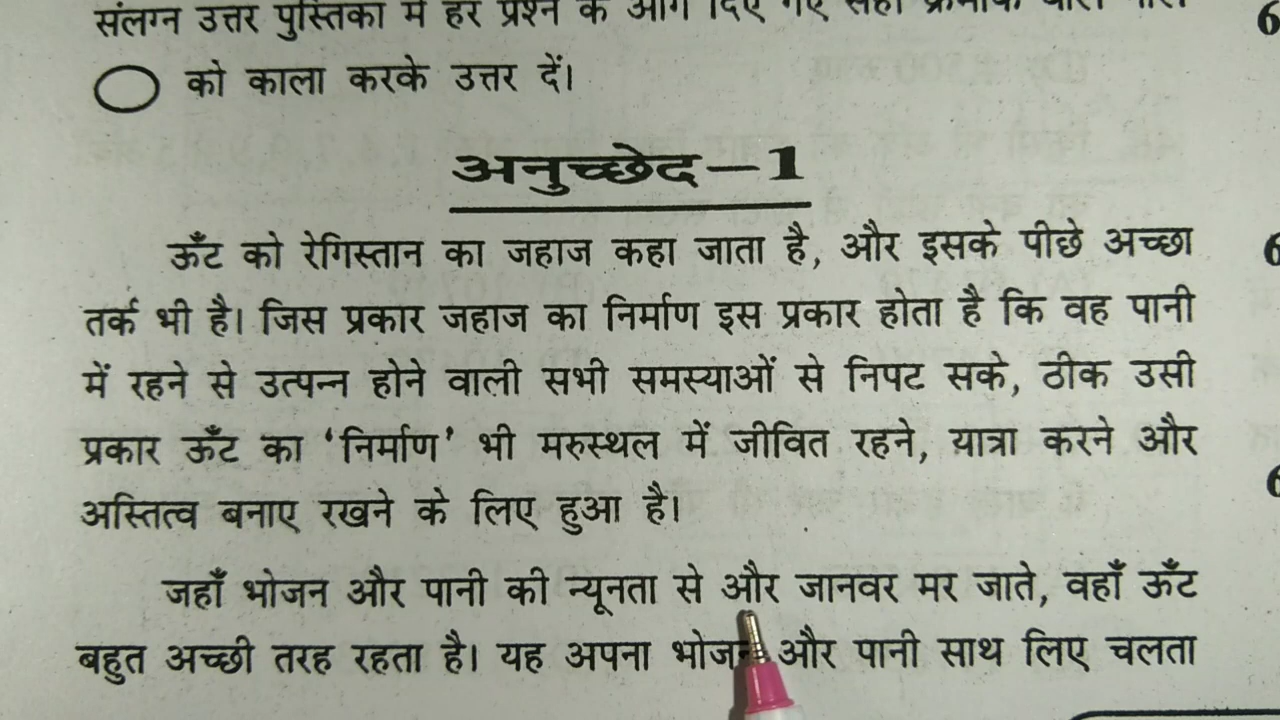 संलग्न उत्तर पुस्तिका में हर प्रश्न के आगे दिए गए सही क्रमांक वाले गोले
को काला करके उत्तर दें।
अनुच्छेद–1
ऊँट को रेगिस्तान का जहाज कहा जाता है, और इसके पीछे अच्छा
तर्क भी है। जिस प्रकार जहाज का निर्माण इस प्रकार होता है कि वह पानी
में रहने से उत्पन्न होने वाली सभी समस्याओं से निपट सके, ठीक उसी
प्रकार ऊँट का ‘निर्माण’ भी मरुस्थल में जीवित रहने, यात्रा करने और
अस्तित्व बनाए रखने के लिए हुआ है।
जहाँ भोजन और पानी की न्यूनता से और जानवर मर जाते, वहाँ ऊँट
बहुत अच्छी तरह रहता है। यह अपना भोजन और पानी साथ लिए चलता